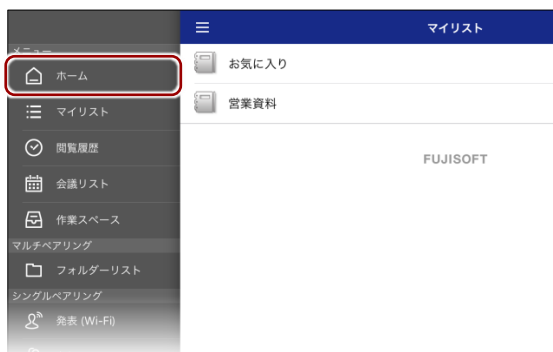 メニュー
ホーム
マイリスト
閲覧履歴
会議リスト
作業スペース
マルチペアリング
フォルダーリスト
シングルペアリング
発表 (Wi-Fi)
マイリスト
お気に入り
営業資料
FUJISOFT